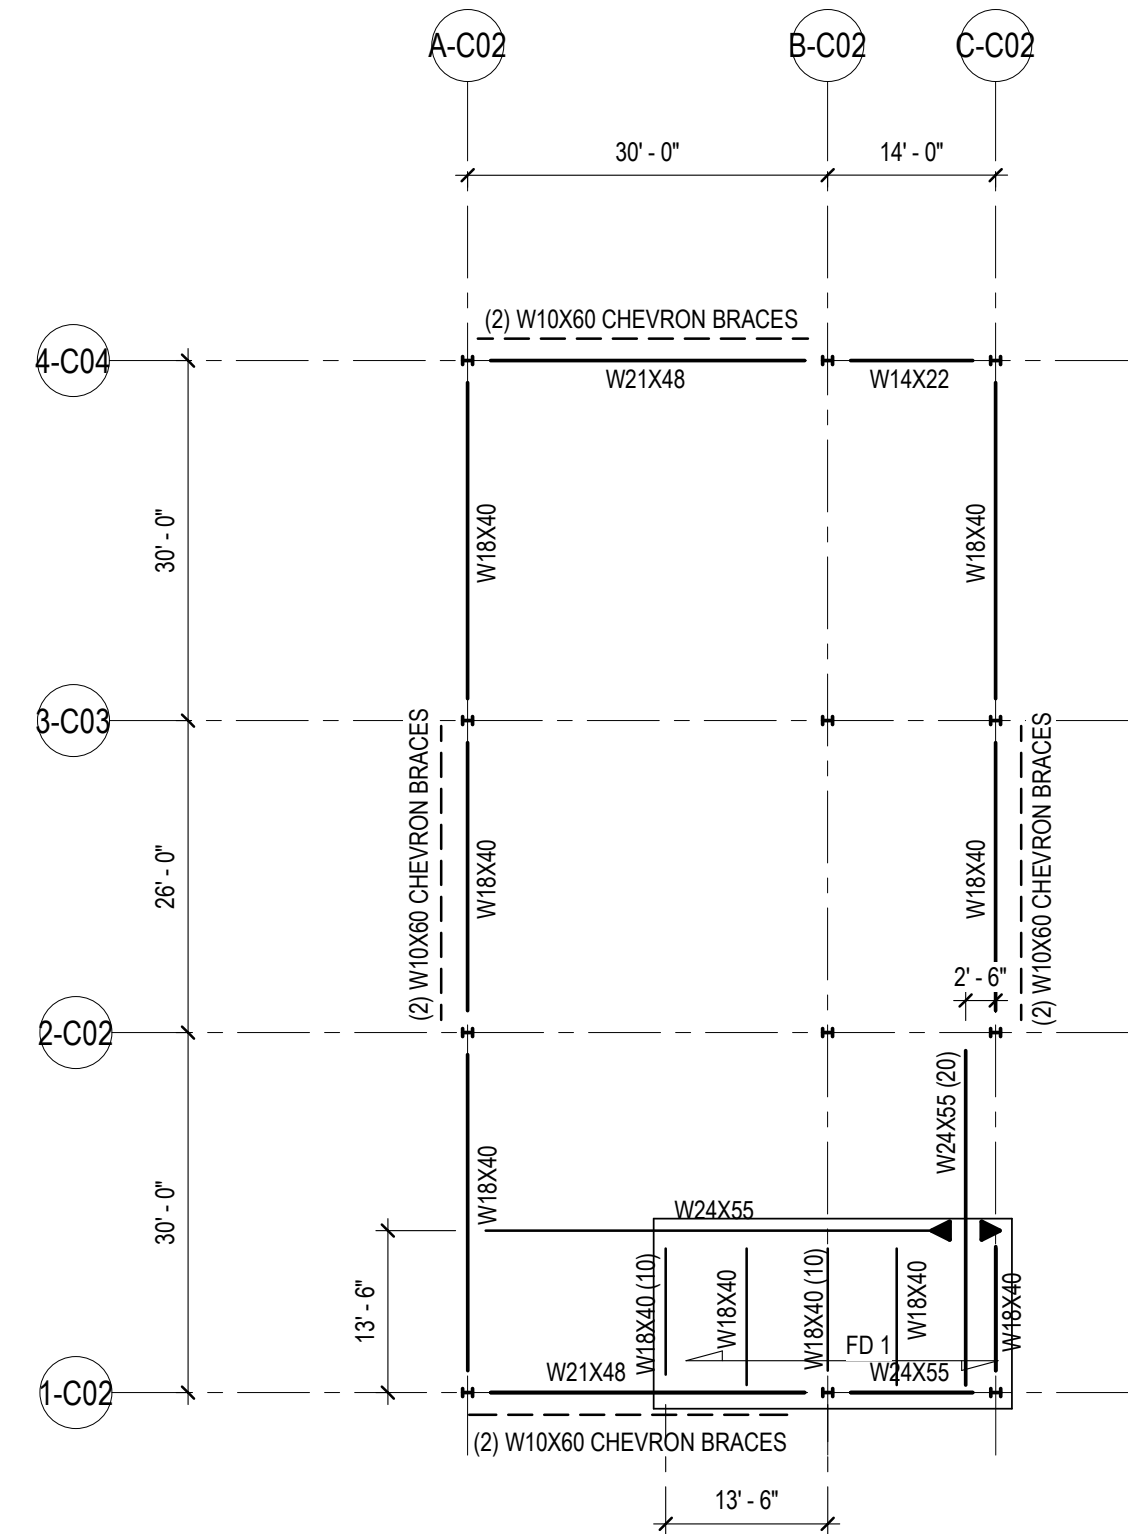 A-C02
B-C02
C-C02
30' - 0"
14' - 0"
(2) W10X60 CHEVRON BRACES
4-C04
W21X48
W14X22
30' - 0"
W18X40
W18X40
3-C03
(2) W10X60 CHEVRON BRACES
(2) W10X60 CHEVRON BRACES
26' - 0"
W18X40
W18X40
2' - 6"
2-C02
W24X55 (20)
30' - 0"
W18X40
W24X55
13' - 6"
W18X40 (10)
W18X40
W18X40 (10)
W18X40
W18X40
FD 1
W21X48
W24X55
1-C02
(2) W10X60 CHEVRON BRACES
13' - 6"